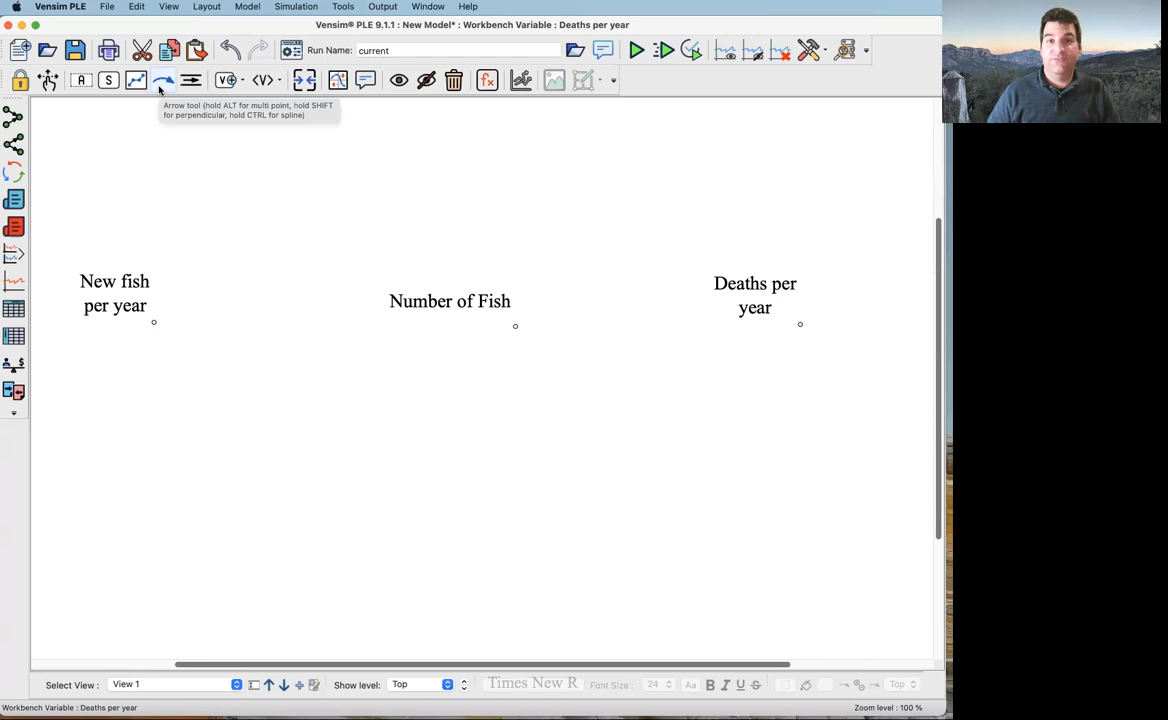 Vensim PLE File Edit View Layout Model Simulation Tools Output Window Help
Vensim® PLE 9.1.1 : New Model* : Workbench Variable : Deaths per year
Run Name: current
A S V <V> fx
Arrow tool (hold ALT for multi point, hold SHIFT
for perpendicular, hold CTRL for spline)
New fish
per year
Number of Fish
Deaths per
year
Select View : View 1 Show level: Top Times New R Font Size : 24 Aa B I U S Top
Workbench Variable : Deaths per year Zoom level : 100 %